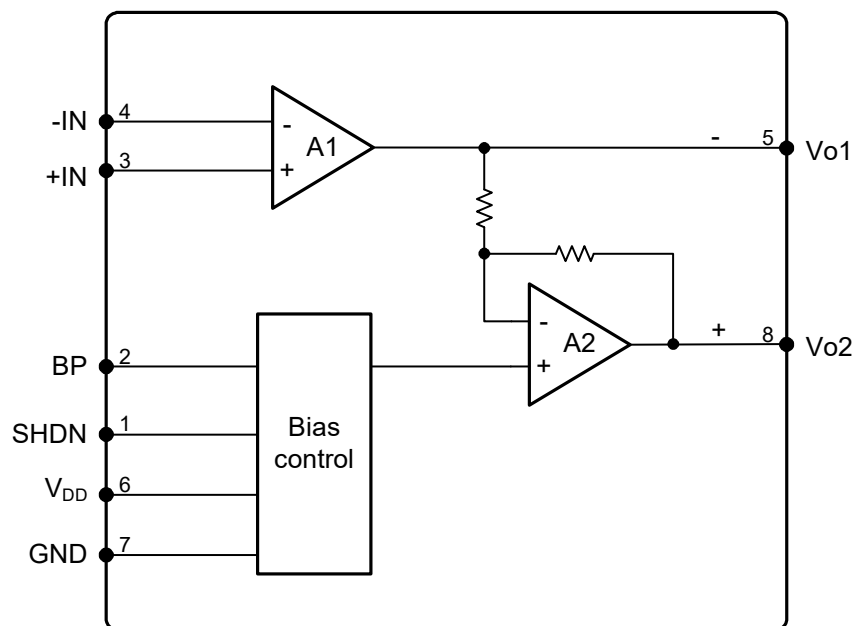 -IN
4
-
A1
-
5
Vo1
+IN
3
+
-
A2
+
+
8
Vo2
BP
2
SHDN
1
Bias
control
VDD
6
GND
7